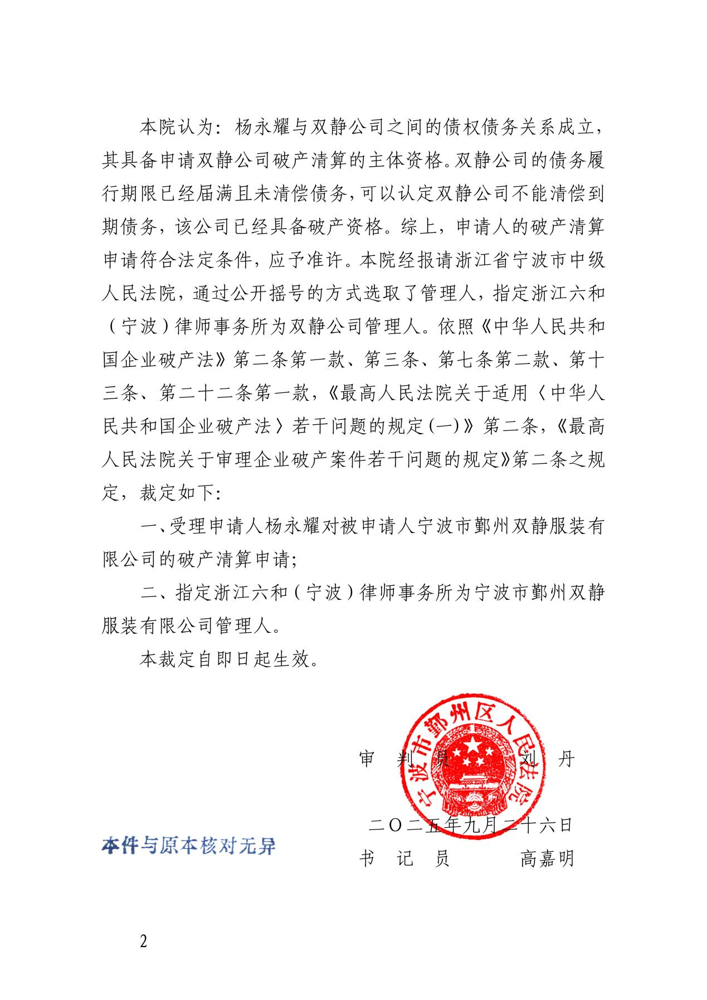 本院认为：杨永耀与双静公司之间的债权债务关系成立，
其具备申请双静公司破产清算的主体资格。双静公司的债务履
行期限已经届满且未清偿债务，可以认定双静公司不能清偿到
期债务，该公司已经具备破产资格。综上，申请人的破产清算
申请符合法定条件，应予准许。本院经报请浙江省宁波市中级
人民法院，通过公开摇号的方式选取了管理人，指定浙江六和
（宁波）律师事务所为双静公司管理人。依照《中华人民共和
国企业破产法》第二条第一款、第三条、第七条第二款、第十
三条、第二十二条第一款，《最高人民法院关于适用〈中华人
民共和国企业破产法〉若干问题的规定(一)》第二条，《最高
人民法院关于审理企业破产案件若干问题的规定》第二条之规
定，裁定如下：
一、受理申请人杨永耀对被申请人宁波市鄞州双静服装有
限公司的破产清算申请；
二、指定浙江六和（宁波）律师事务所为宁波市鄞州双静
服装有限公司管理人。
本裁定自即日起生效。
宁波市鄞州区人民法院
审 判 员 刘 丹
二〇二五年九月二十六日
本件与原本核对无异
书 记 员 高嘉明
2